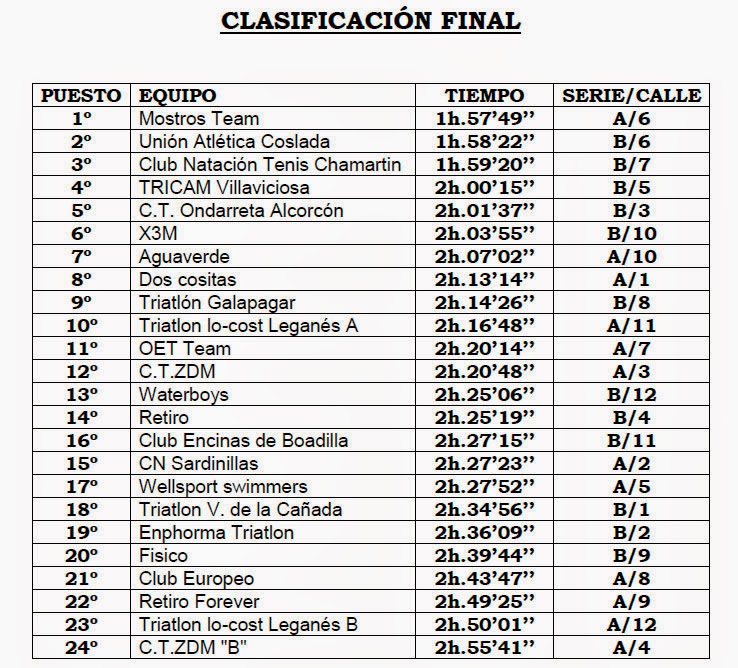 CLASIFICACIÓN FINAL
PUESTO EQUIPO TIEMPO SERIE/CALLE
1º Mostros Team 1h.57’49’’ A/6
2º Unión Atlética Coslada 1h.58’22’’ B/6
3º Club Natación Tenis Chamartin 1h.59’20’’ B/7
4º TRICAM Villaviciosa 2h.00’15’’ B/5
5º C.T. Ondarreta Alcorcón 2h.01’37’’ B/3
6º X3M 2h.03’55’’ B/10
7º Aguaverde 2h.07’02’’ A/10
8º Dos cositas 2h.13’14’’ A/1
9º Triatlón Galapagar 2h.14’26’’ B/8
10º Triatlon lo-cost Leganés A 2h.16’48’’ A/11
11º OET Team 2h.20’14’’ A/7
12º C.T.ZDM 2h.20’48’’ A/3
13º Waterboys 2h.25’06’’ B/12
14º Retiro 2h.25’19’’ B/4
16º Club Encinas de Boadilla 2h.27’15’’ B/11
15º CN Sardinillas 2h.27’23’’ A/2
17º Wellsport swimmers 2h.27’52’’ A/5
18º Triatlon V. de la Cañada 2h.34’56’’ B/1
19º Enphorma Triatlon 2h.36’09’’ B/2
20º Fisico 2h.39’44’’ B/9
21º Club Europeo 2h.43’47’’ A/8
22º Retiro Forever 2h.49’25’’ A/9
23º Triatlon lo-cost Leganés B 2h.50’01’’ A/12
24º C.T.ZDM "B" 2h.55’41’’ A/4